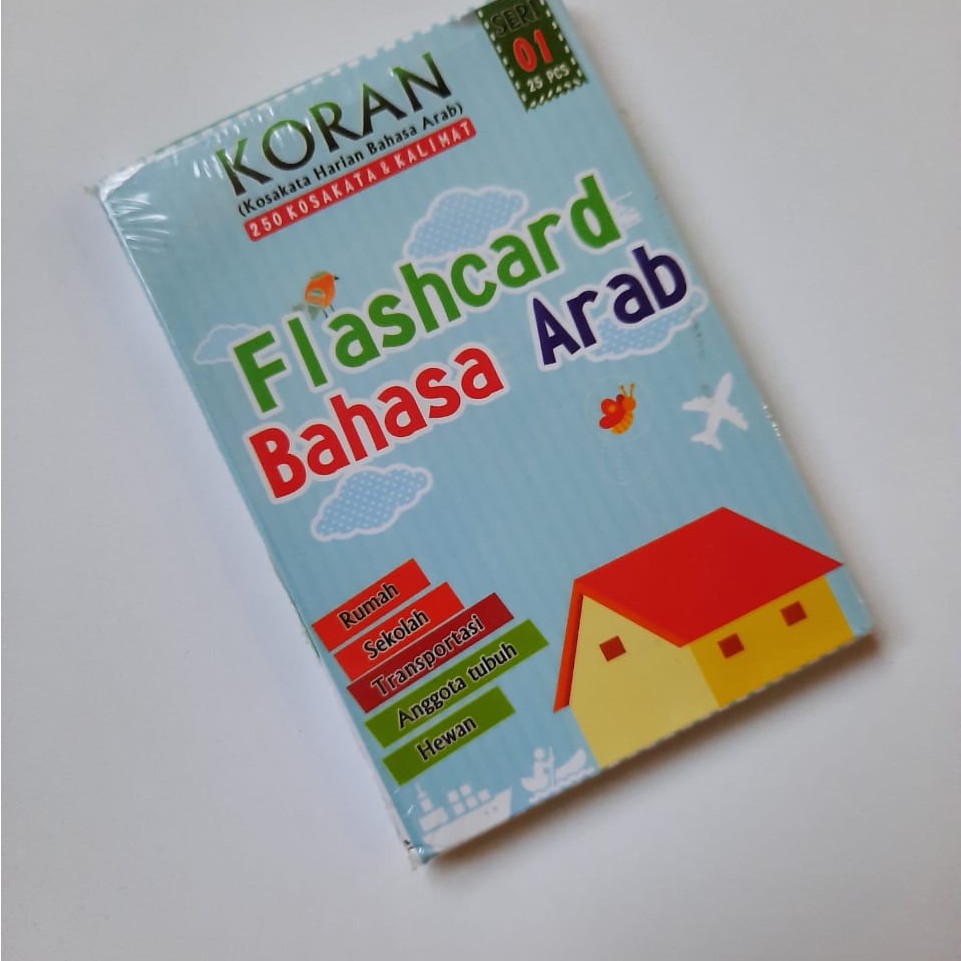 SERI
01
25 PCS
KORAN
(Kosakata Harian Bahasa Arab)
250 KOSAKATA & KALIMAT
Flashcard
Bahasa Arab
Rumah
Sekolah
Transportasi
Anggota tubuh
Hewan